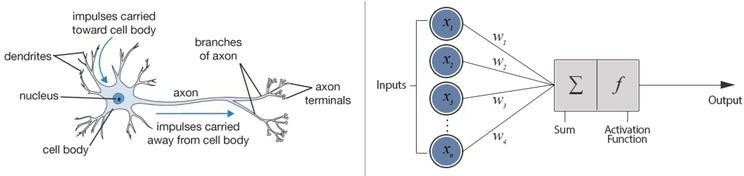 impulses carried
toward cell body
dendrites
nucleus
cell body
axon
branches
of axon
axon
terminals
impulses carried
away from cell body
Inputs
x₁
x₂
x₃
xₙ
w₁
w₂
w₃
w₄
Σ
f
Sum
Activation
Function
Output